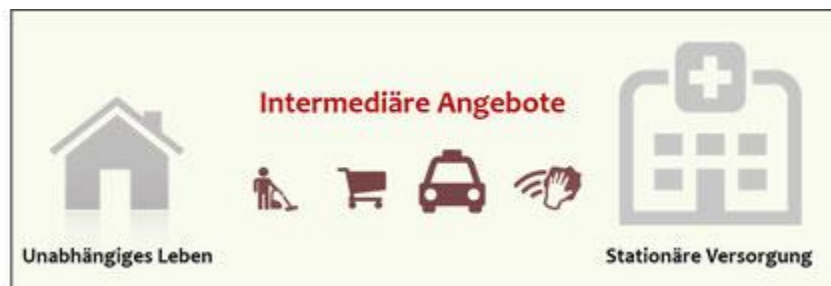 Intermediäre Angebote
Unabhängiges Leben
Stationäre Versorgung